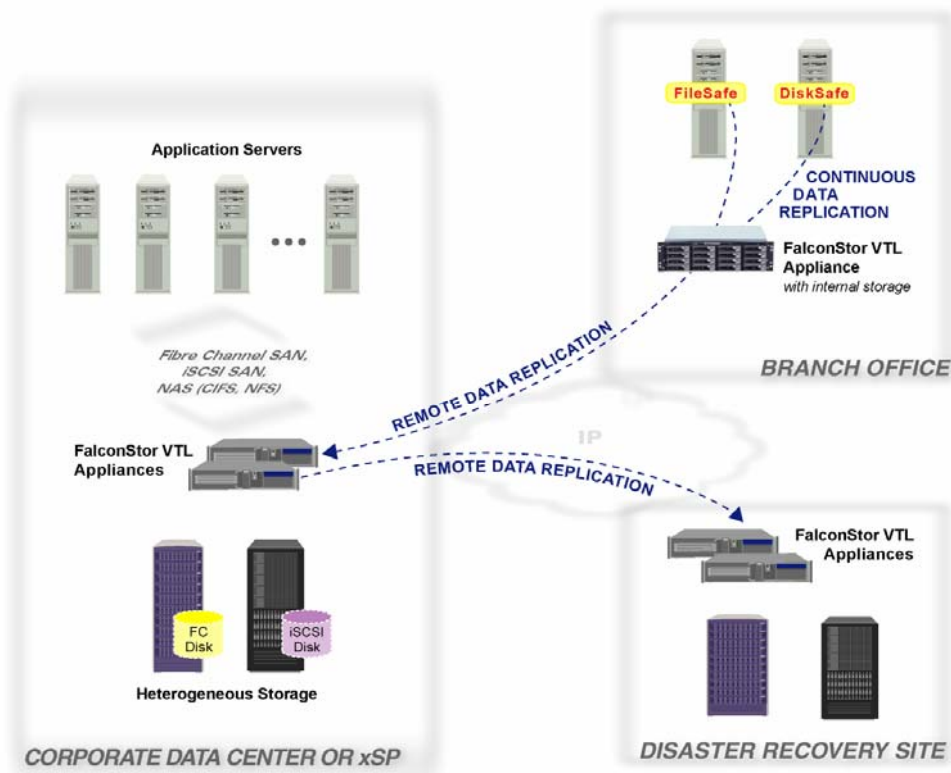 FileSafe
DiskSafe
CONTINUOUS
DATA
REPLICATION
FalconStor VTL
Appliance
with internal storage
BRANCH OFFICE
Application Servers
Fibre Channel SAN,
iSCSI SAN,
NAS (CIFS, NFS)
REMOTE DATA REPLICATION
IP
FalconStor VTL
Appliances
REMOTE DATA REPLICATION
FC
Disk
iSCSI
Disk
Heterogeneous Storage
CORPORATE DATA CENTER OR xSP
FalconStor VTL
Appliances
DISASTER RECOVERY SITE